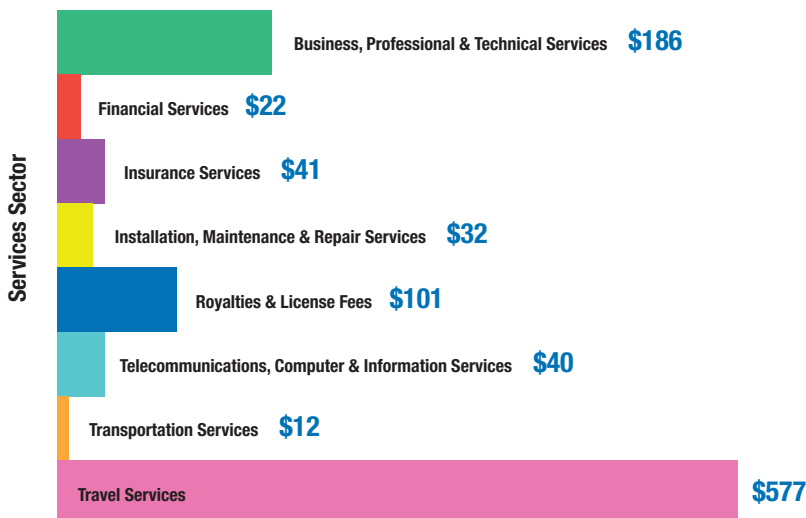 Services Sector
Business, Professional & Technical Services $186
Financial Services $22
Insurance Services $41
Installation, Maintenance & Repair Services $32
Royalties & License Fees $101
Telecommunications, Computer & Information Services $40
Transportation Services $12
Travel Services $577